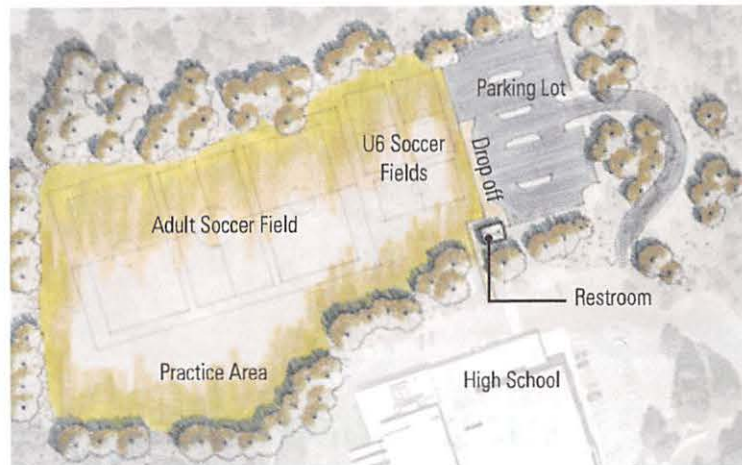 Parking Lot
U6 Soccer
Fields
Drop off
Adult Soccer Field
Restroom
Practice Area
High School